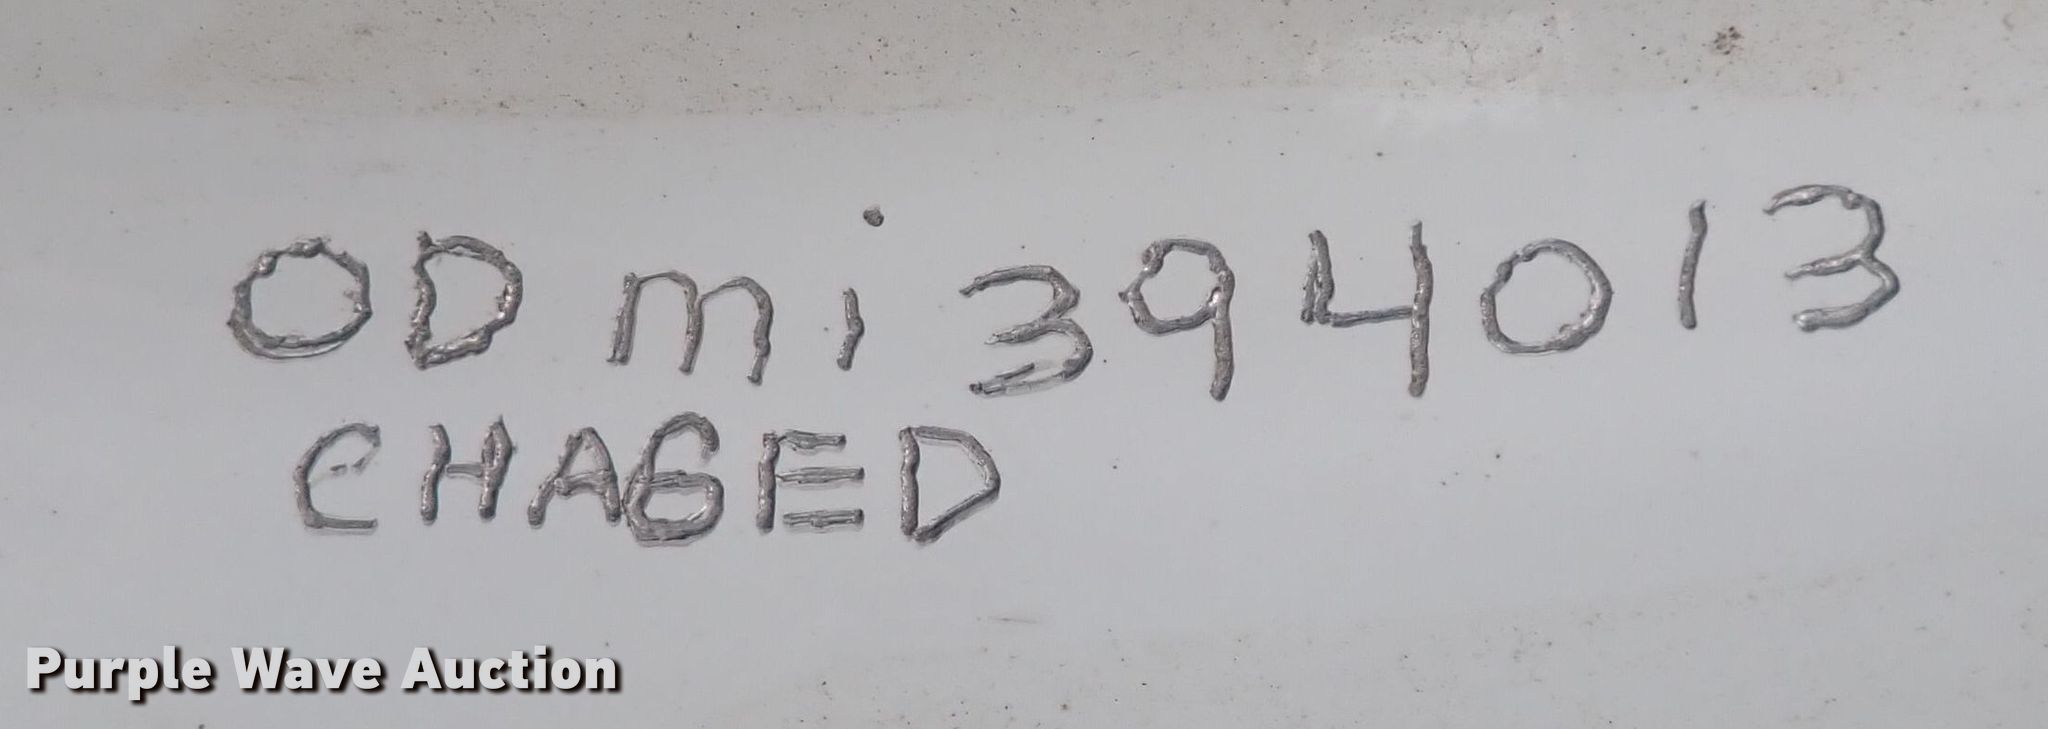 OD mi 394013
CHAGED
Purple Wave Auction